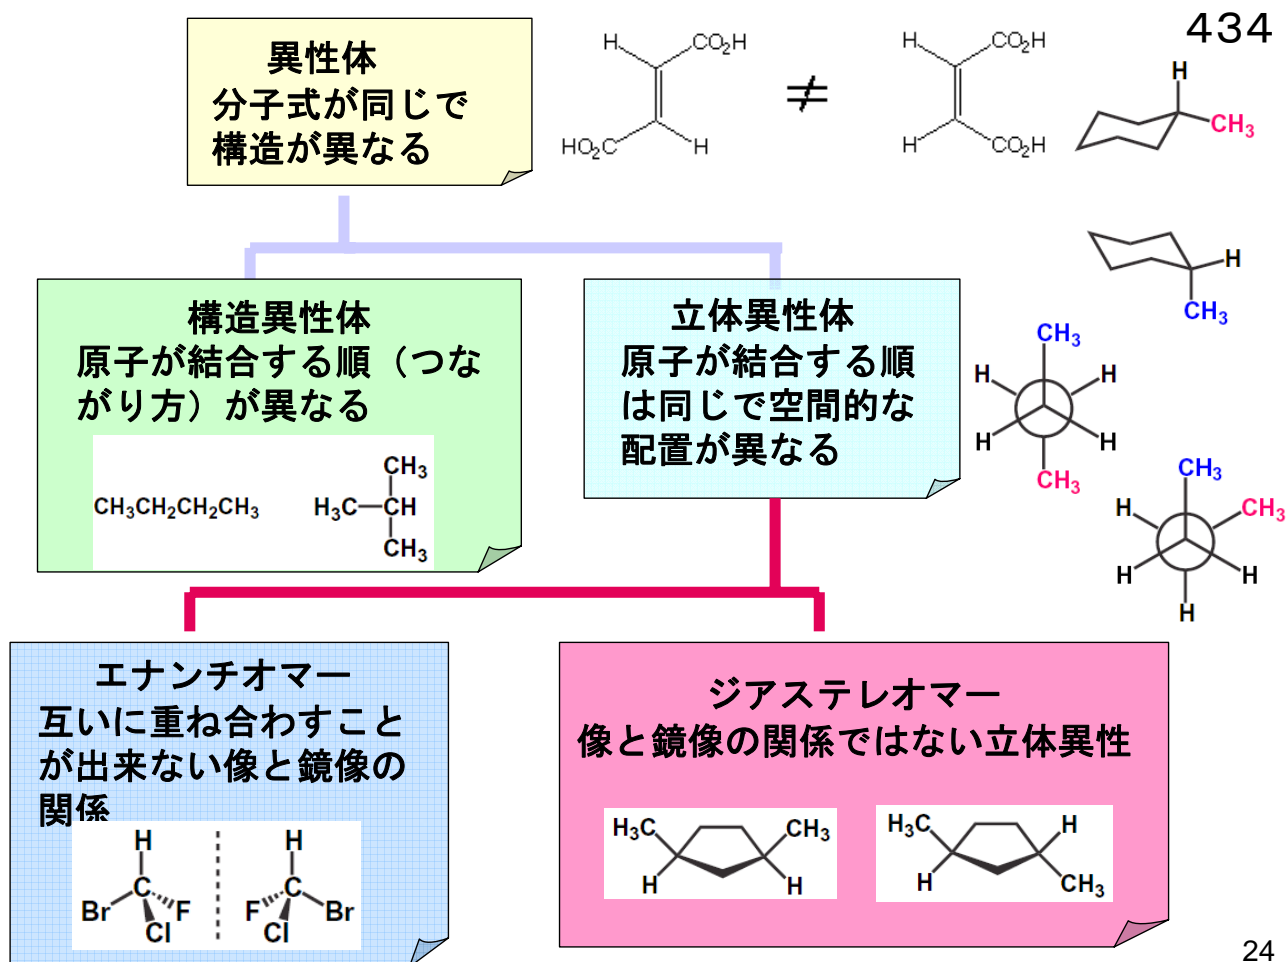 434
異性体
分子式が同じで
構造が異なる
H CO₂H
HO₂C H
≠
H CO₂H
H CO₂H
H
CH₃
H
CH₃
構造異性体
原子が結合する順（つな
がり方）が異なる
CH₃CH₂CH₂CH₃
CH₃
H₃C CH
CH₃
立体異性体
原子が結合する順
は同じで空間的な
配置が異なる
CH₃
H H
H H
CH₃
CH₃
H CH₃
H H
H
エナンチオマー
互いに重ね合わすこと
が出来ない像と鏡像の
関係
H
C
Br F
Cl
H
C
F Br
Cl
ジアステレオマー
像と鏡像の関係ではない立体異性
H₃C CH₃
H H
H₃C H
H CH₃
24